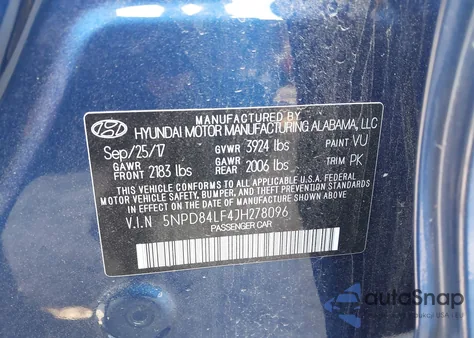 MANUFACTURED BY
HYUNDAI MOTOR MANUFACTURING ALABAMA, LLC
Sep/25/17 GVWR 3924 lbs PAINT VU
GAWR FRONT 2183 lbs GAWR REAR 2006 lbs TRIM PK
THIS VEHICLE CONFORMS TO ALL APPLICABLE U.S. FEDERAL
MOTOR VEHICLE SAFETY, BUMPER, AND THEFT PREVENTION
STANDARDS IN EFFECT ON THE DATE OF MANUFACTURE SHOWN ABOVE.
V.I.N 5NPD84LF4JH278096
PASSENGER CAR
autoSnap